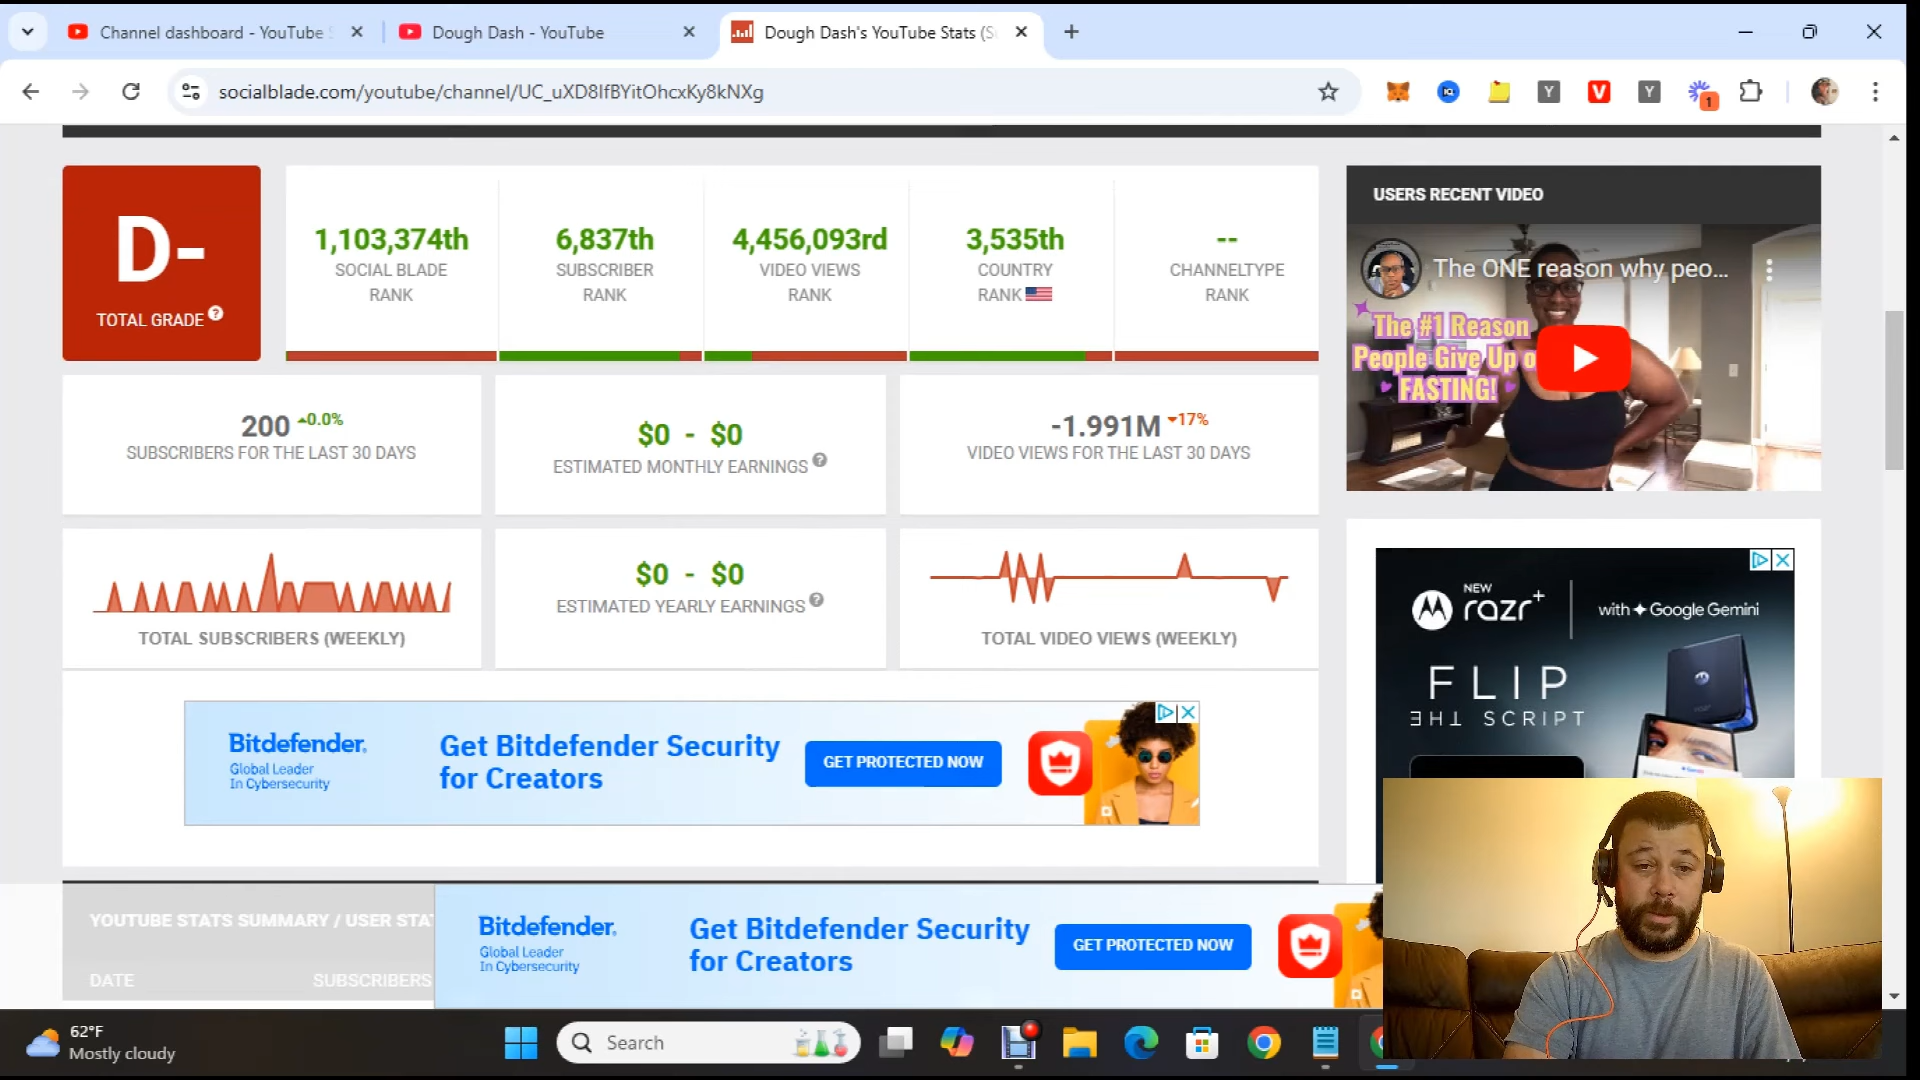 Channel dashboard - YouTube
Dough Dash - YouTube
Dough Dash's YouTube Stats (S
socialblade.com/youtube/channel/UC_uXD8IfBYitOhcxKy8kNXg
1
D-
TOTAL GRADE
1,103,374th
SOCIAL BLADE
RANK
6,837th
SUBSCRIBER
RANK
4,456,093rd
VIDEO VIEWS
RANK
3,535th
COUNTRY
RANK
--
CHANNELTYPE
RANK
USERS RECENT VIDEO
The ONE reason why peo...
The #1 Reason
People Give Up o
FASTING!
200 0.0%
SUBSCRIBERS FOR THE LAST 30 DAYS
$0 - $0
ESTIMATED MONTHLY EARNINGS
-1.991M 17%
VIDEO VIEWS FOR THE LAST 30 DAYS
TOTAL SUBSCRIBERS (WEEKLY)
$0 - $0
ESTIMATED YEARLY EARNINGS
TOTAL VIDEO VIEWS (WEEKLY)
NEW
razr+
with Google Gemini
FLIP
THE SCRIPT
Bitdefender.
Global Leader
In Cybersecurity
Get Bitdefender Security
for Creators
GET PROTECTED NOW
YOUTUBE STATS SUMMARY / USER STAT
DATE
SUBSCRIBERS
Bitdefender.
Global Leader
In Cybersecurity
Get Bitdefender Security
for Creators
GET PROTECTED NOW
62°F
Mostly cloudy
Search